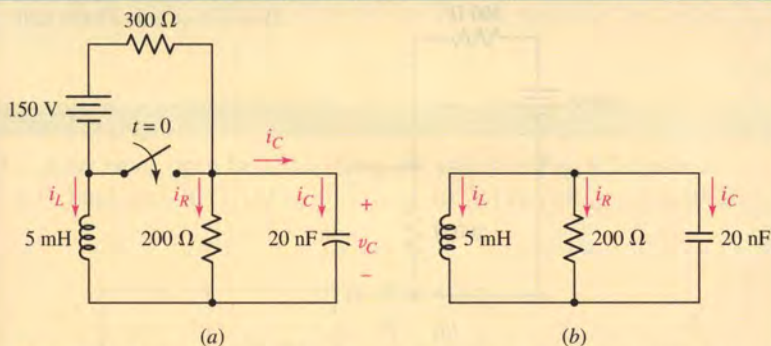 300 Ω
150 V
t = 0
i_C
i_L
i_R
i_C
+
5 mH
200 Ω
20 nF
v_C
−
(a)
i_L
i_R
i_C
5 mH
200 Ω
20 nF
(b)